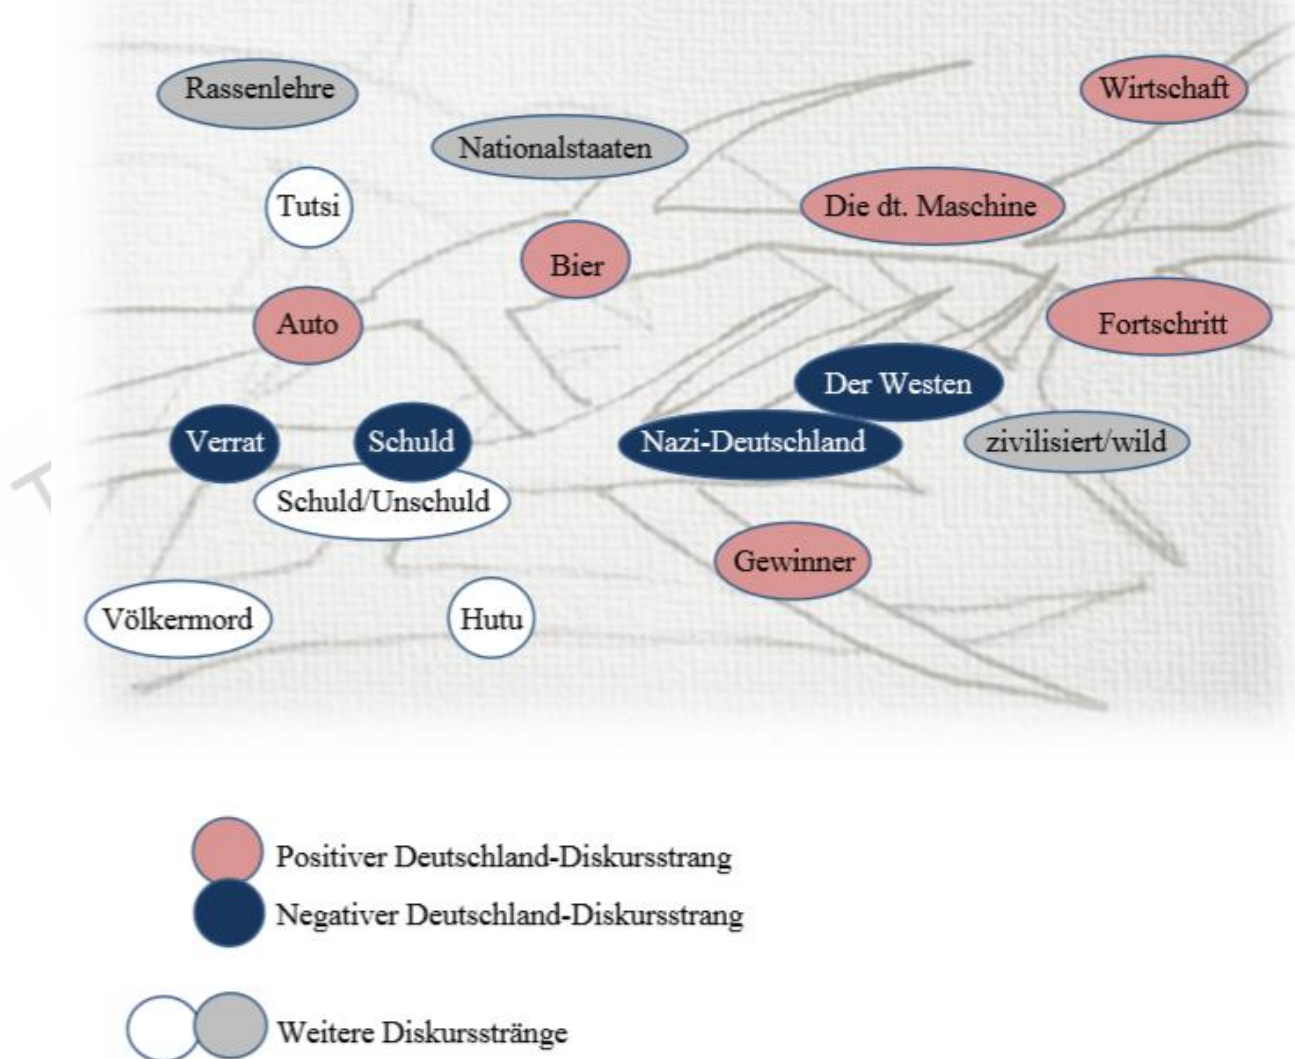 Rassenlehre
Wirtschaft
Nationalstaaten
Tutsi
Die dt. Maschine
Bier
Auto
Fortschritt
Der Westen
Verrat
Schuld
Nazi-Deutschland
zivilisiert/wild
Schuld/Unschuld
Gewinner
Völkermord
Hutu
Positiver Deutschland-Diskursstrang
Negativer Deutschland-Diskursstrang
Weitere Diskursstränge